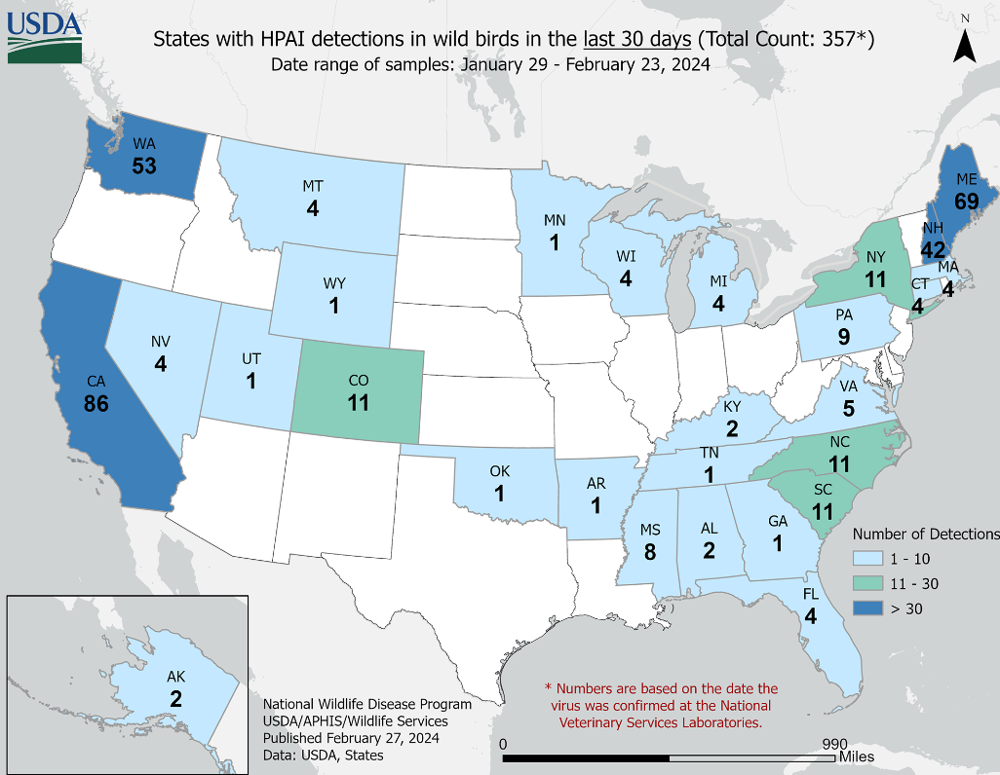 USDA
States with HPAI detections in wild birds in the last 30 days (Total Count: 357*)
Date range of samples: January 29 - February 23, 2024
N
WA
53
MT
4
ME
69
MN
1
NH
42
WI
4
NY
11
MA
4
MI
4
CT
4
WY
1
PA
9
NV
4
UT
1
CO
11
CA
86
VA
5
KY
2
NC
11
TN
1
OK
1
AR
1
SC
11
MS
8
AL
2
GA
1
FL
4
Number of Detections
1 - 10
11 - 30
> 30
AK
2
National Wildlife Disease Program
USDA/APHIS/Wildlife Services
Published February 27, 2024
Data: USDA, States
* Numbers are based on the date the
virus was confirmed at the National
Veterinary Services Laboratories.
0
990
Miles